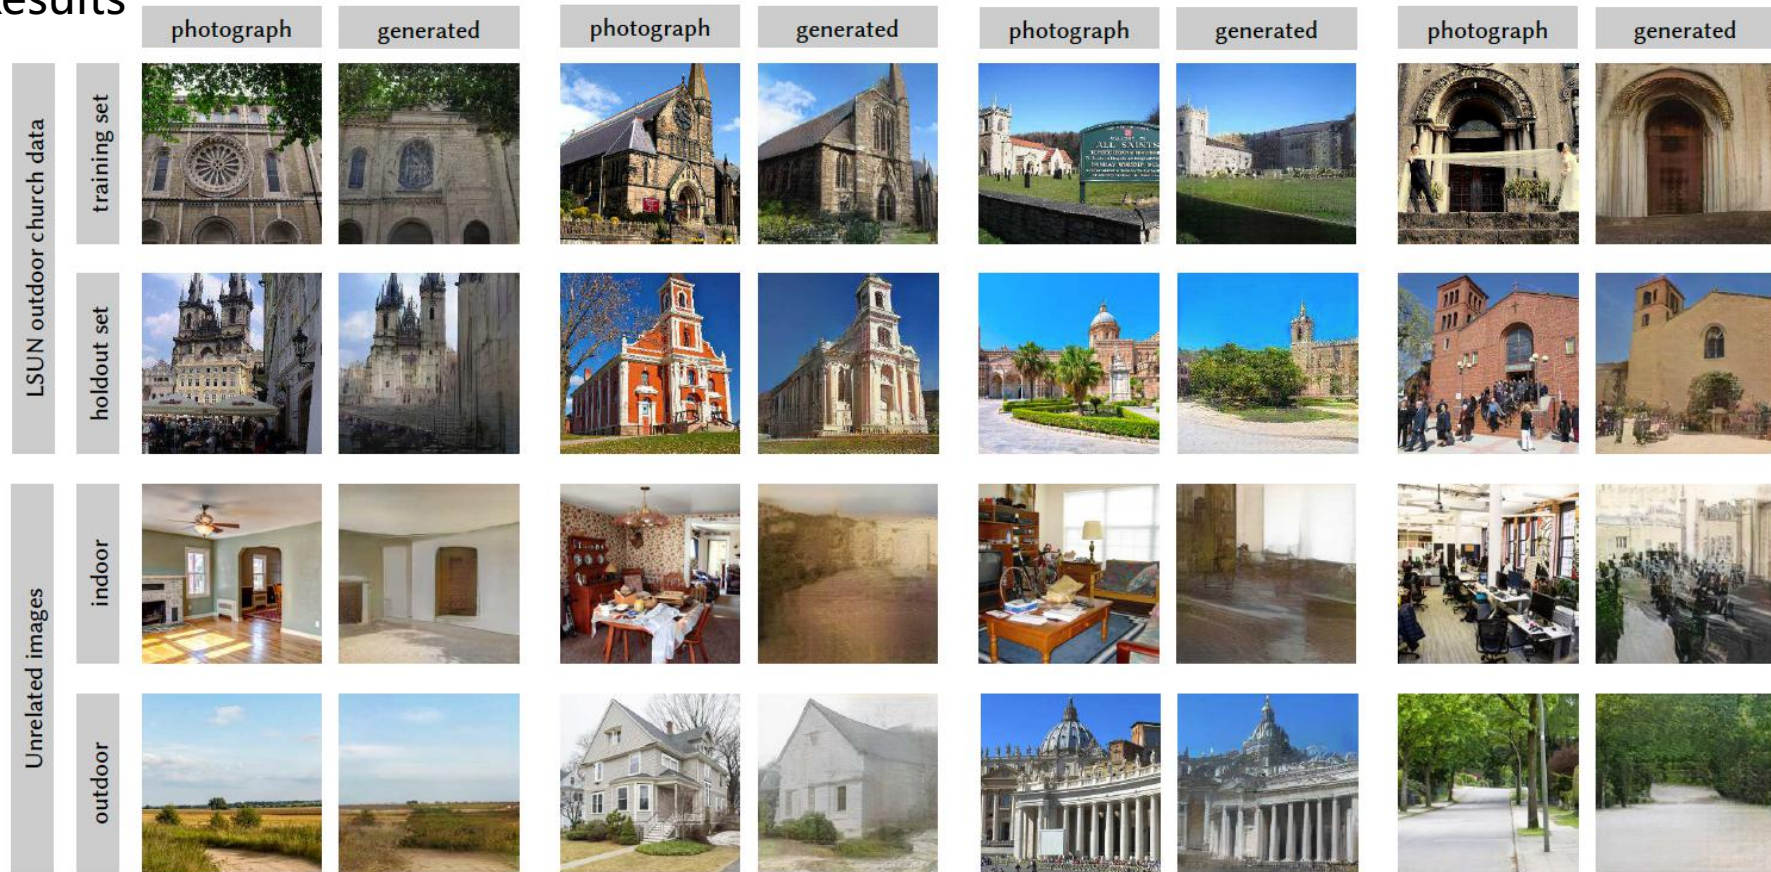 Results
photograph generated photograph generated photograph generated photograph generated
LSUN outdoor church data
training set
ALL SAINTS
holdout set
Unrelated images
indoor
outdoor